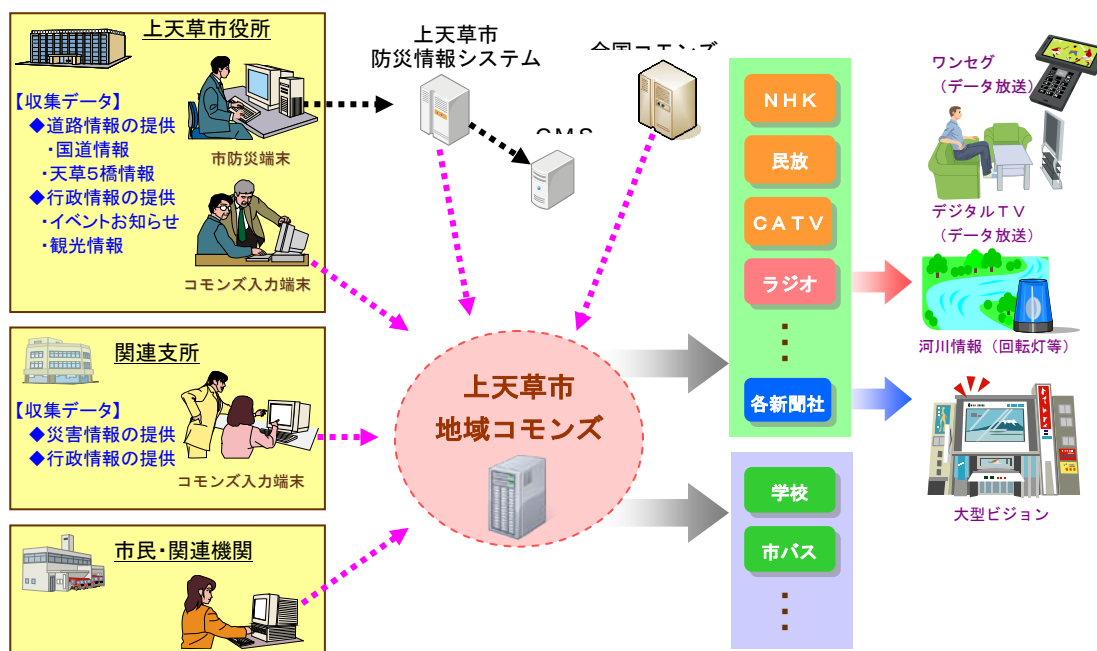 上天草市役所
【収集データ】
◆道路情報の提供
・国道情報
・天草5橋情報
◆行政情報の提供
・イベントお知らせ
・観光情報
市防災端末
コモンズ入力端末
関連支所
【収集データ】
◆災害情報の提供
◆行政情報の提供
コモンズ入力端末
市民・関連機関
上天草市
防災情報システム
上天草市
地域コモンズ
NHK
民放
CATV
ラジオ
各新聞社
学校
市バス
ワンセグ
(データ放送)
デジタルTV
(データ放送)
河川情報(回転灯等)
大型ビジョン